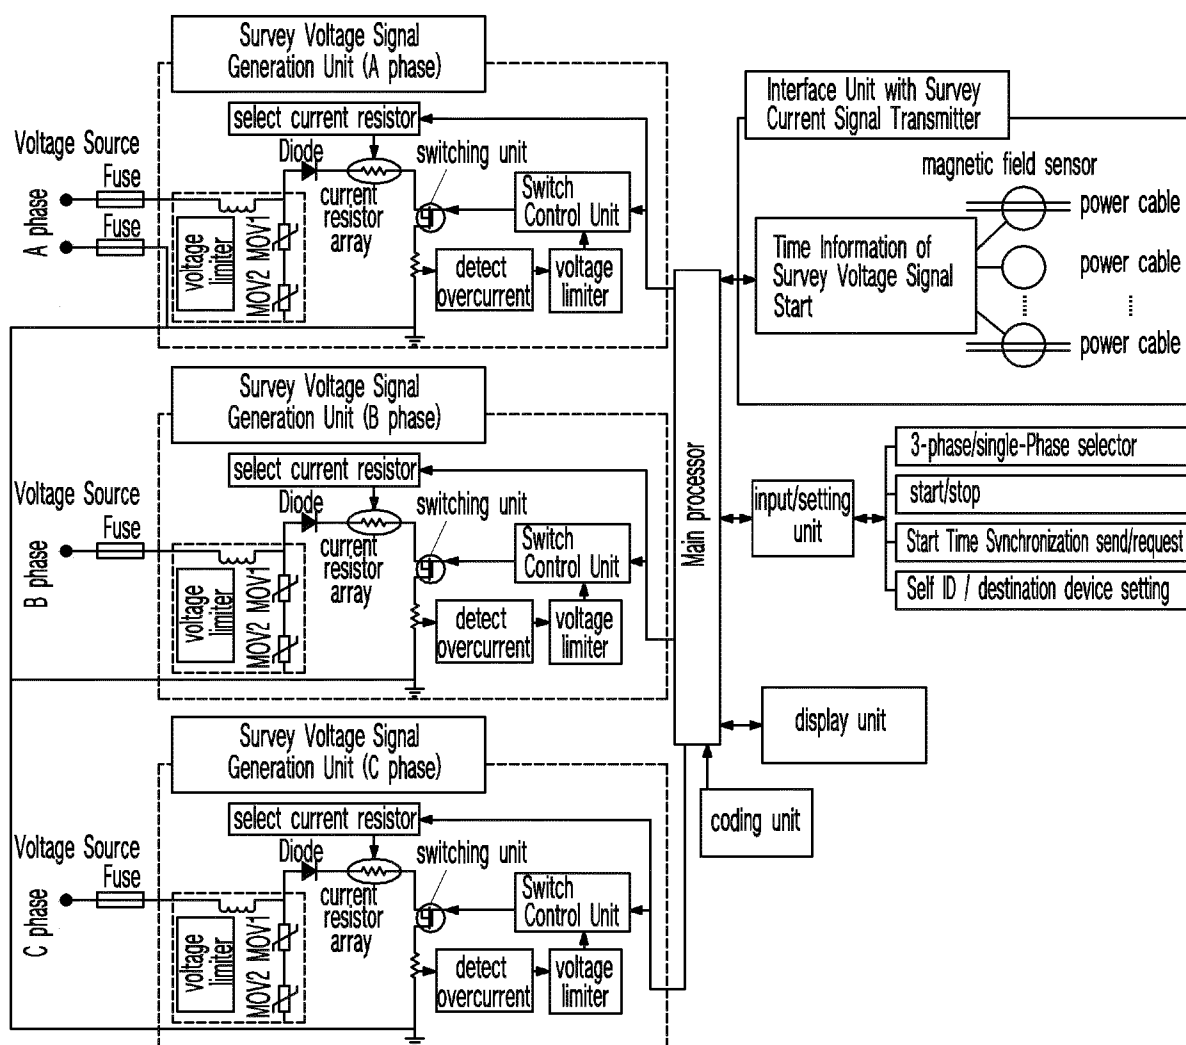 Survey Voltage Signal
Generation Unit (A phase)
select current resistor
Voltage Source
Fuse
Fuse
A phase
Diode
switching unit
current
resistor
array
voltage
limiter
MOV2 MOV1
Switch
Control Unit
detect
overcurrent
voltage
limiter
Survey Voltage Signal
Generation Unit (B phase)
select current resistor
Voltage Source
Fuse
B phase
Diode
switching unit
current
resistor
array
voltage
limiter
MOV2 MOV1
Switch
Control Unit
detect
overcurrent
voltage
limiter
Survey Voltage Signal
Generation Unit (C phase)
select current resistor
Voltage Source
Fuse
C phase
Diode
switching unit
current
resistor
array
voltage
limiter
MOV2 MOV1
Switch
Control Unit
detect
overcurrent
voltage
limiter
Main processor
Interface Unit with Survey
Current Signal Transmitter
magnetic field sensor
power cable
power cable
power cable
Time Information of
Survey Voltage Signal
Start
input/setting
unit
3-phase/single-Phase selector
start/stop
Start Time Svnchronization send/request
Self ID / destination device setting
display unit
coding unit